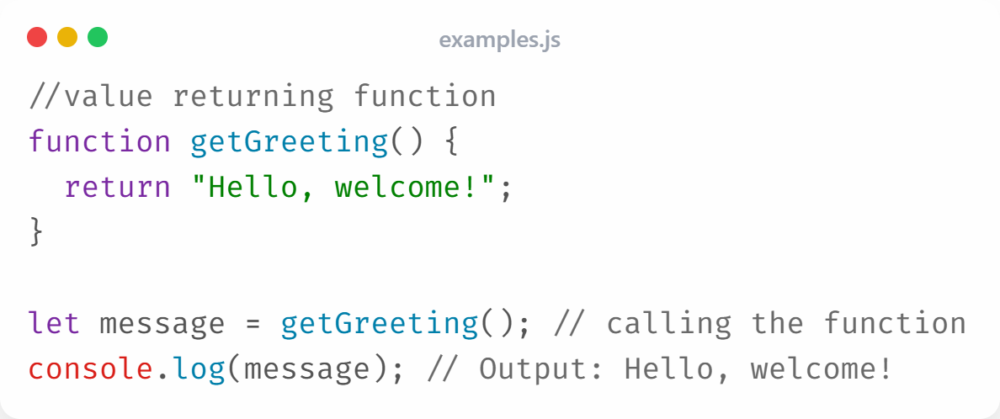 examples.js
//value returning function
function getGreeting() {
  return "Hello, welcome!";
}

let message = getGreeting(); // calling the function
console.log(message); // Output: Hello, welcome!